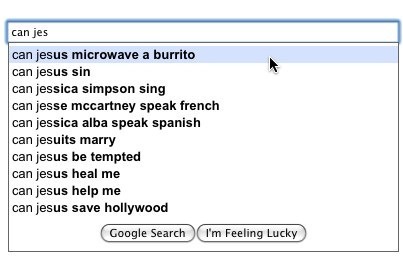 can jes
can jesus microwave a burrito
can jesus sin
can jessica simpson sing
can jesse mccartney speak french
can jessica alba speak spanish
can jesuits marry
can jesus be tempted
can jesus heal me
can jesus help me
can jesus save hollywood
Google Search I'm Feeling Lucky